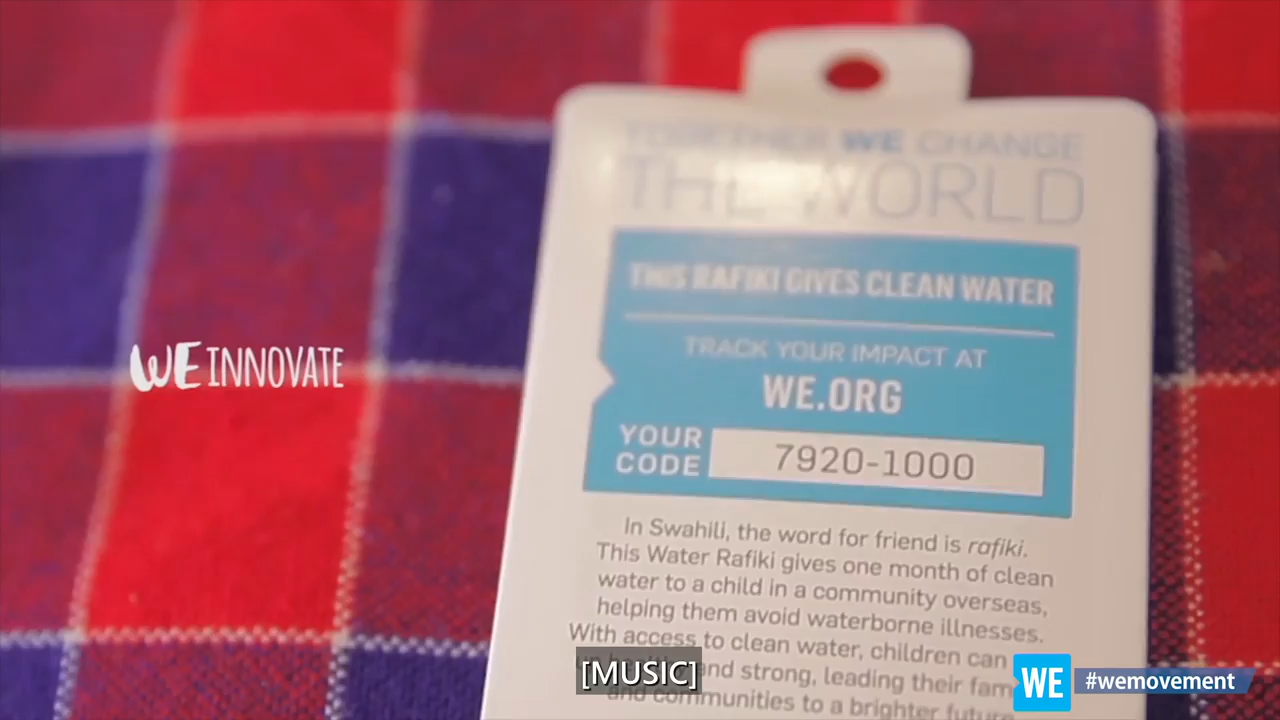 TOGETHER WE CHANGE
THE WORLD
THIS RAFIKI GIVES CLEAN WATER
TRACK YOUR IMPACT AT
WE.ORG
YOUR
CODE
7920-1000
In Swahili, the word for friend is rafiki.
This Water Rafiki gives one month of clean
water to a child in a community overseas,
helping them avoid waterborne illnesses.
With access to clean water, children can
and strong, leading their
and communities to a brighter future
WE INNOVATE
[MUSIC]
WE #wemovement